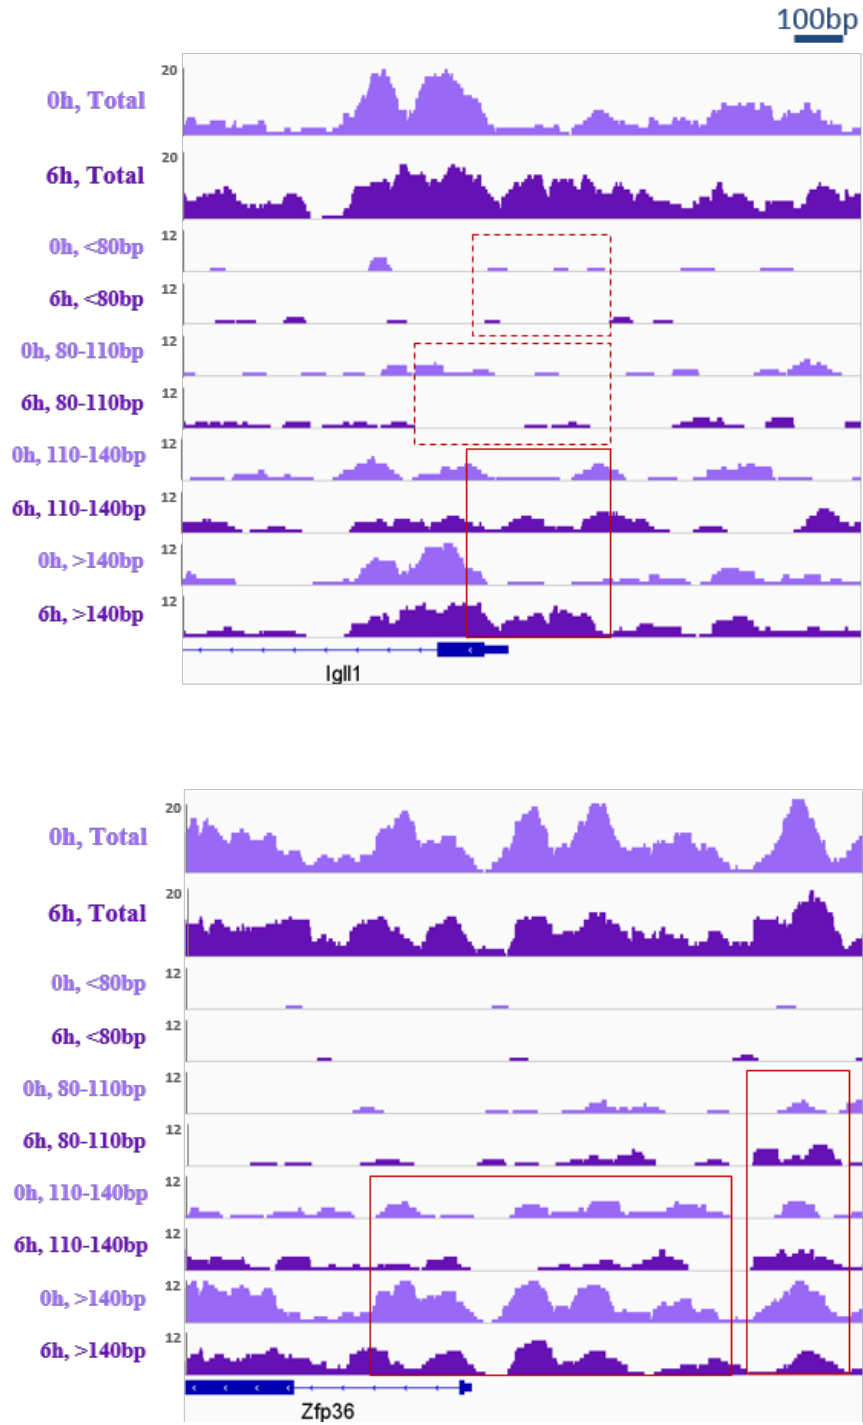 100bp
20
0h, Total
20
6h, Total
12
0h, <80bp
12
6h, <80bp
12
0h, 80-110bp
12
6h, 80-110bp
12
0h, 110-140bp
12
6h, 110-140bp
12
0h, >140bp
12
6h, >140bp
Igll1
20
0h, Total
20
6h, Total
12
0h, <80bp
12
6h, <80bp
12
0h, 80-110bp
12
6h, 80-110bp
12
0h, 110-140bp
12
6h, 110-140bp
12
0h, >140bp
12
6h, >140bp
Zfp36